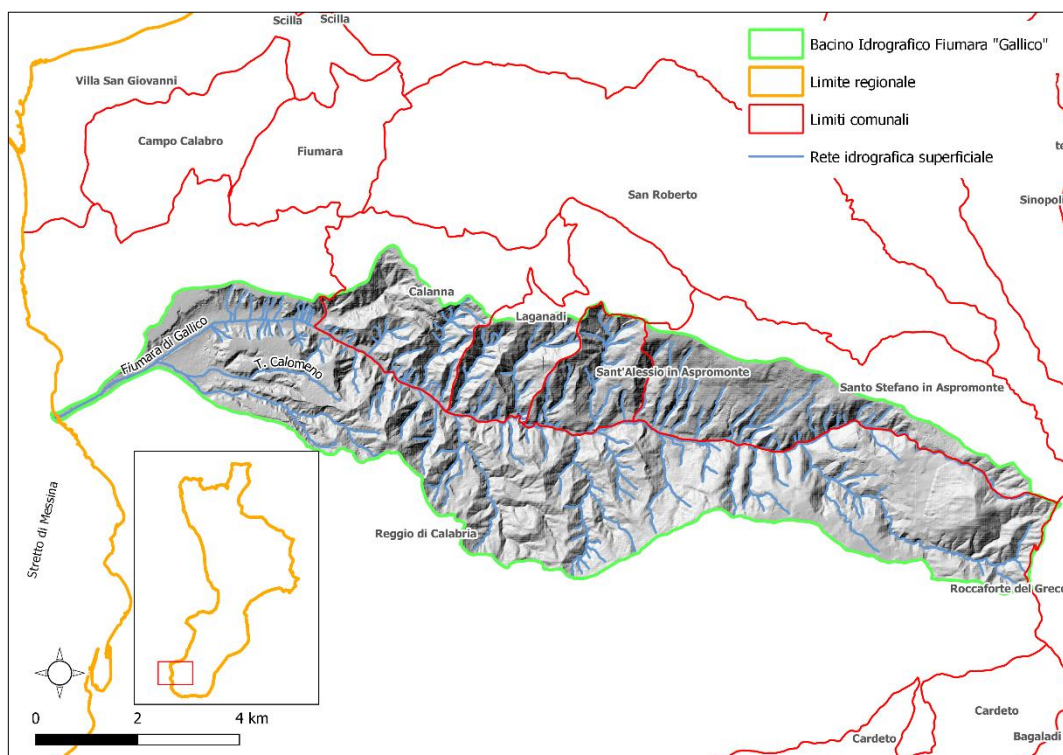 Scilla
Scilla
Villa San Giovanni
Campo Calabro
Fiumara
Bacino Idrografico Fiumara "Gallico"
Limite regionale
Limiti comunali
Rete idrografica superficiale
te
Sinopoli
San Roberto
Calanna
Laganadi
Fiumara di Gallico
T. Calomeno
Sant'Alessio in Aspromonte
Santo Stefano in Aspromonte
Stretto di Messina
Reggio di Calabria
Roccaforte del Greco
Cardeto
Cardeto
Bagaladi
0 2 4 km